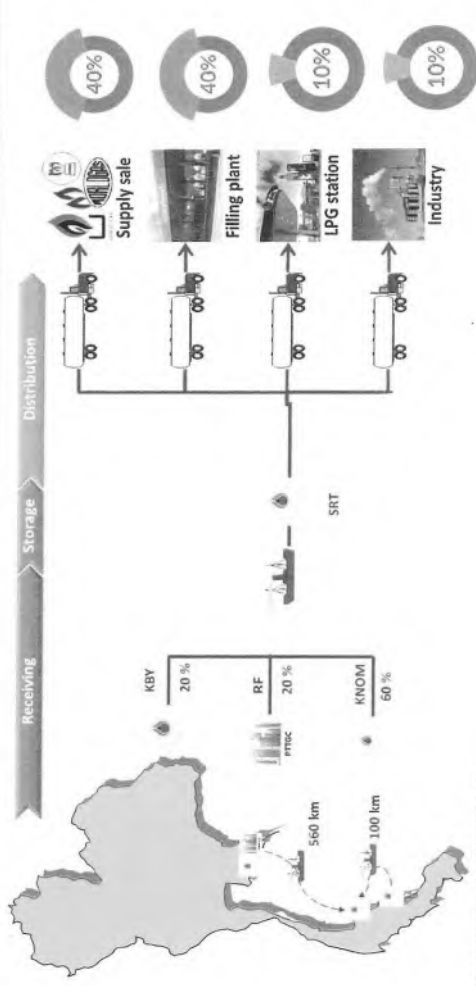 Receiving
Storage
Distribution
KBY
20 %
RF
20 %
PTTGC
KNOM
60 %
560 km
100 km
SRT
Supply sale
Filling plant
LPG station
Industry
40%
40%
10%
10%